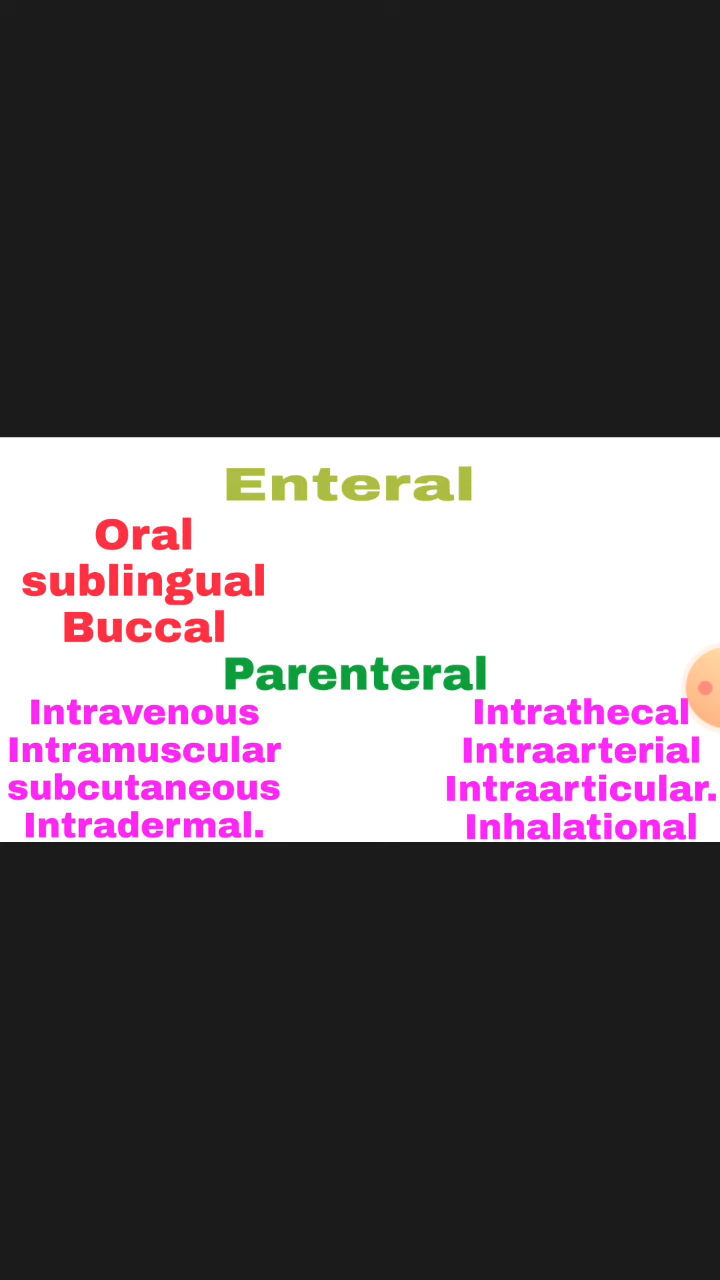 Enteral
Oral
sublingual
Buccal
Parenteral
Intravenous
Intramuscular
subcutaneous
Intradermal.
Intrathecal
Intraarterial
Intraarticular.
Inhalational